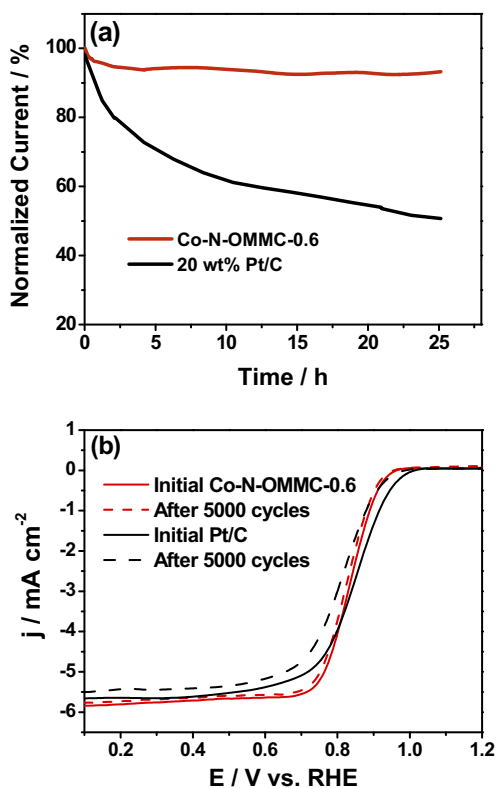 (a)
100
80
60
40
20
Normalized Current / %
Co-N-OMMC-0.6
20 wt% Pt/C
0 5 10 15 20 25
Time / h
(b)
1
0
-1
-2
-3
-4
-5
-6
j / mA cm⁻²
Initial Co-N-OMMC-0.6
After 5000 cycles
Initial Pt/C
After 5000 cycles
0.2 0.4 0.6 0.8 1.0 1.2
E / V vs. RHE